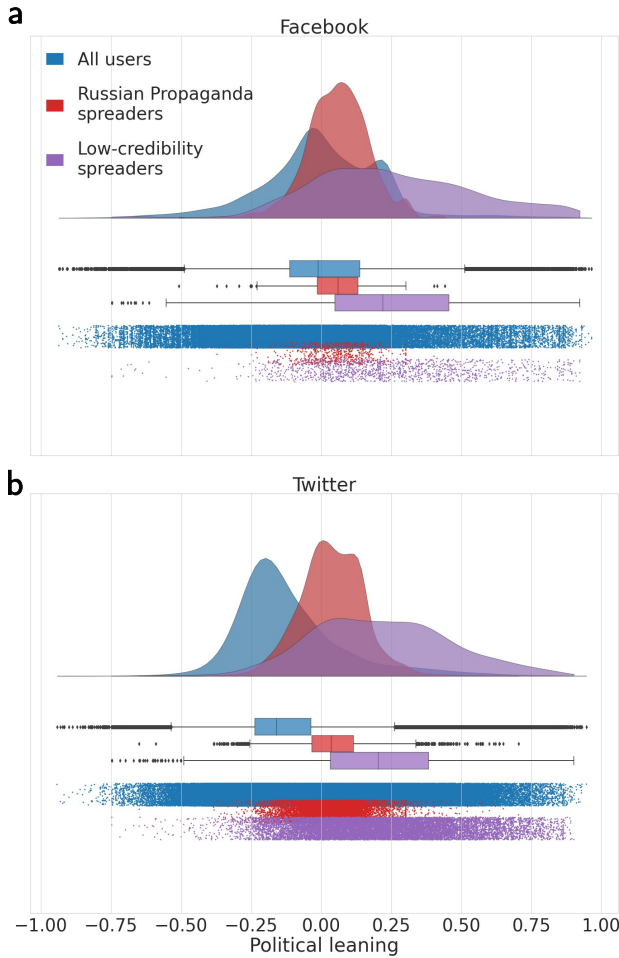 a
Facebook
All users
Russian Propaganda
spreaders
Low-credibility
spreaders
b
Twitter
−1.00 −0.75 −0.50 −0.25 0.00 0.25 0.50 0.75 1.00
Political leaning